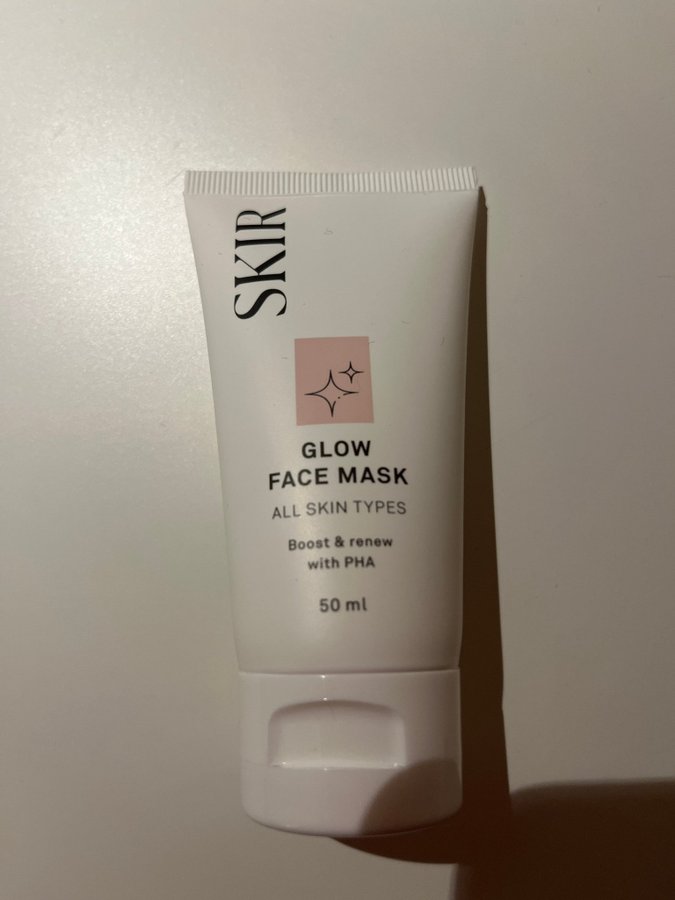 SKIR
GLOW
FACE MASK
ALL SKIN TYPES
Boost & renew
with PHA
50 ml